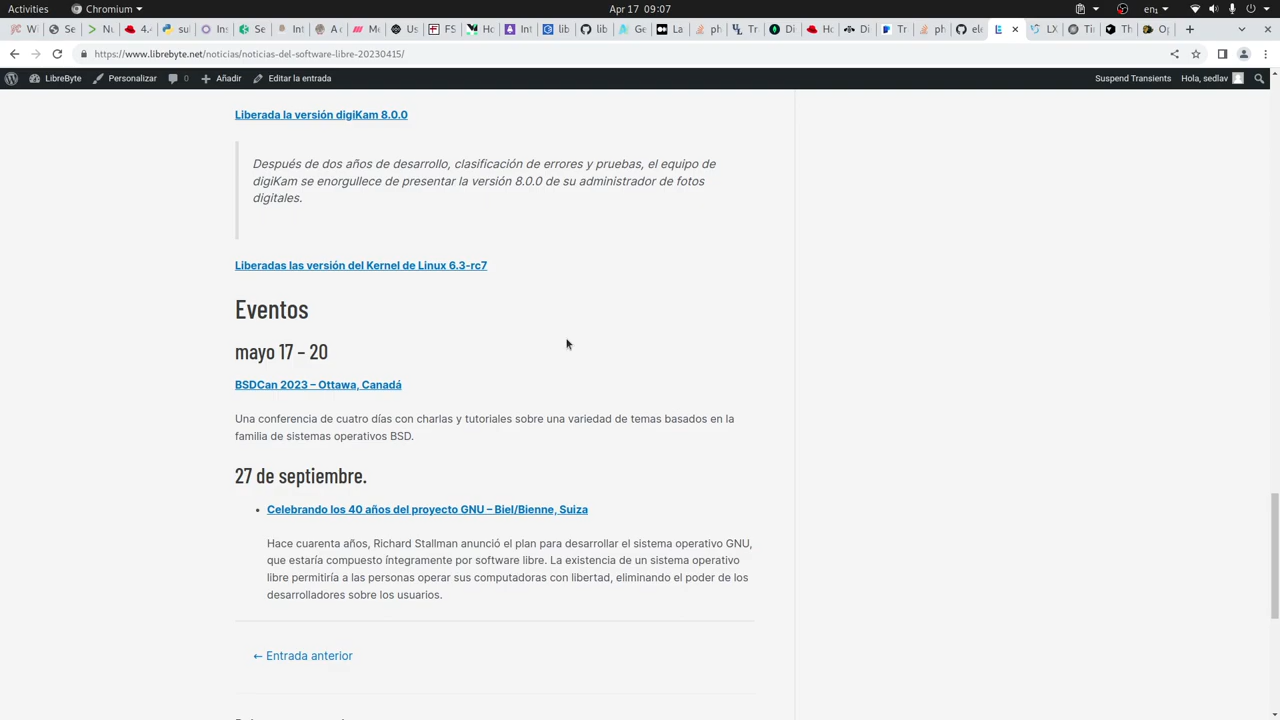 Activities
Chromium
Apr 17 09:07
en
https://www.librebyte.net/noticias/noticias-del-software-libre-20230415/
LibreByte
Personalizar
0
Añadir
Editar la entrada
Suspend Transients
Hola, sedlav
Liberada la versión digiKam 8.0.0
Después de dos años de desarrollo, clasificación de errores y pruebas, el equipo de
digiKam se enorgullece de presentar la versión 8.0.0 de su administrador de fotos
digitales.
Liberadas las versión del Kernel de Linux 6.3-rc7
Eventos
mayo 17 – 20
BSDCan 2023 – Ottawa, Canadá
Una conferencia de cuatro días con charlas y tutoriales sobre una variedad de temas basados en la
familia de sistemas operativos BSD.
27 de septiembre.
• Celebrando los 40 años del proyecto GNU – Biel/Bienne, Suiza
Hace cuarenta años, Richard Stallman anunció el plan para desarrollar el sistema operativo GNU,
que estaría compuesto íntegramente por software libre. La existencia de un sistema operativo
libre permitiría a las personas operar sus computadoras con libertad, eliminando el poder de los
desarrolladores sobre los usuarios.
← Entrada anterior